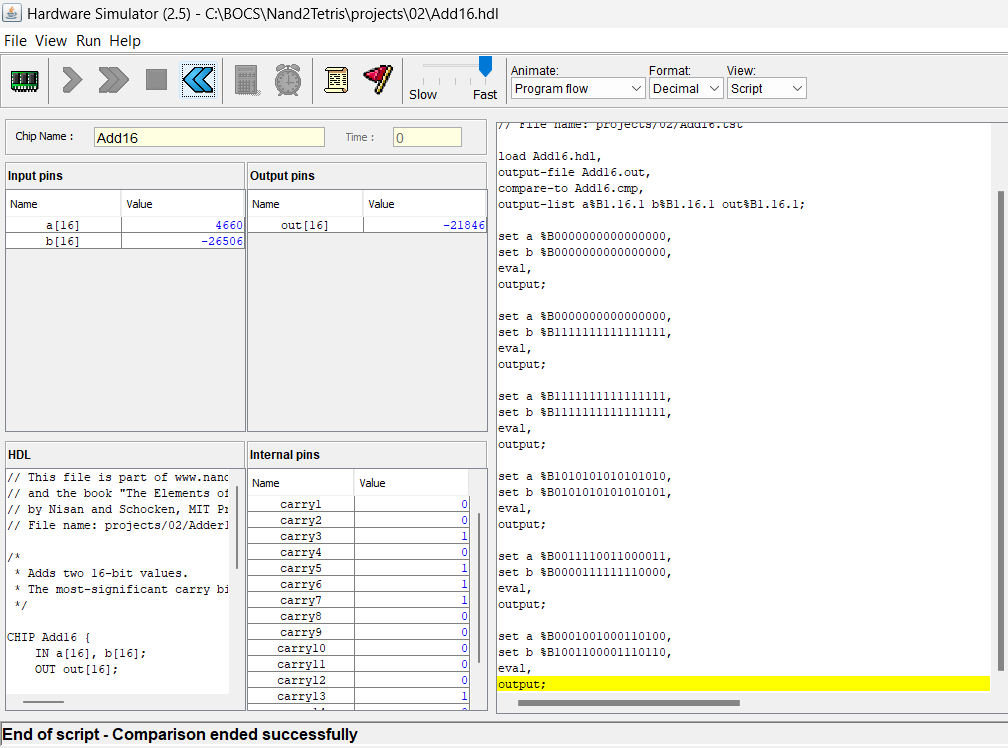 Hardware Simulator (2.5) - C:\BOCS\Nand2Tetris\projects\02\Add16.hdl
File View Run Help
Slow Fast
Animate:
Program flow
Format:
Decimal
View:
Script
Chip Name :
Add16
Time :
0
Input pins
Name Value
a[16] 4660
b[16] -26506
Output pins
Name Value
out[16] -21846
HDL
// This file is part of www.nand
// and the book "The Elements of
// by Nisan and Schocken, MIT Pr
// File name: projects/02/Adder1
/*
* Adds two 16-bit values.
* The most-significant carry bi
*/
CHIP Add16 {
IN a[16], b[16];
OUT out[16];
Internal pins
Name Value
carry1 0
carry2 0
carry3 1
carry4 0
carry5 1
carry6 1
carry7 1
carry8 0
carry9 0
carry10 0
carry11 0
carry12 0
carry13 1
// File name: projects/02/Add16.tst
load Add16.hdl,
output-file Add16.out,
compare-to Add16.cmp,
output-list a%B1.16.1 b%B1.16.1 out%B1.16.1;
set a %B0000000000000000,
set b %B0000000000000000,
eval,
output;
set a %B0000000000000000,
set b %B1111111111111111,
eval,
output;
set a %B1111111111111111,
set b %B1111111111111111,
eval,
output;
set a %B1010101010101010,
set b %B0101010101010101,
eval,
output;
set a %B0011110011000011,
set b %B0000111111110000,
eval,
output;
set a %B0001001000110100,
set b %B1001100001110110,
eval,
output;
End of script - Comparison ended successfully